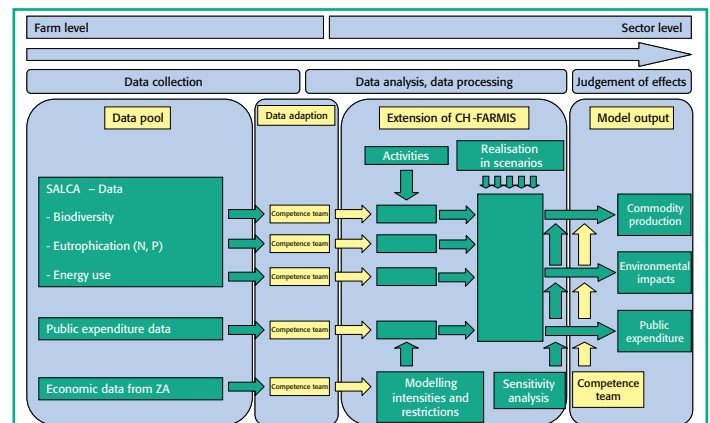 Farm level
Sector level
Data collection
Data analysis, data processing
Judgement of effects
Data pool
Data adaption
Extension of CH-FARMIS
Model output
Activities
Realisation
in scenarios
SALCA – Data
- Biodiversity
- Eutrophication (N, P)
- Energy use
Competence team
Competence team
Competence team
Commodity
production
Environmental
impacts
Public expenditure data
Competence team
Public
expenditure
Economic data from ZA
Competence team
Modelling
intensities and
restrictions
Sensitivity
analysis
Competence
team